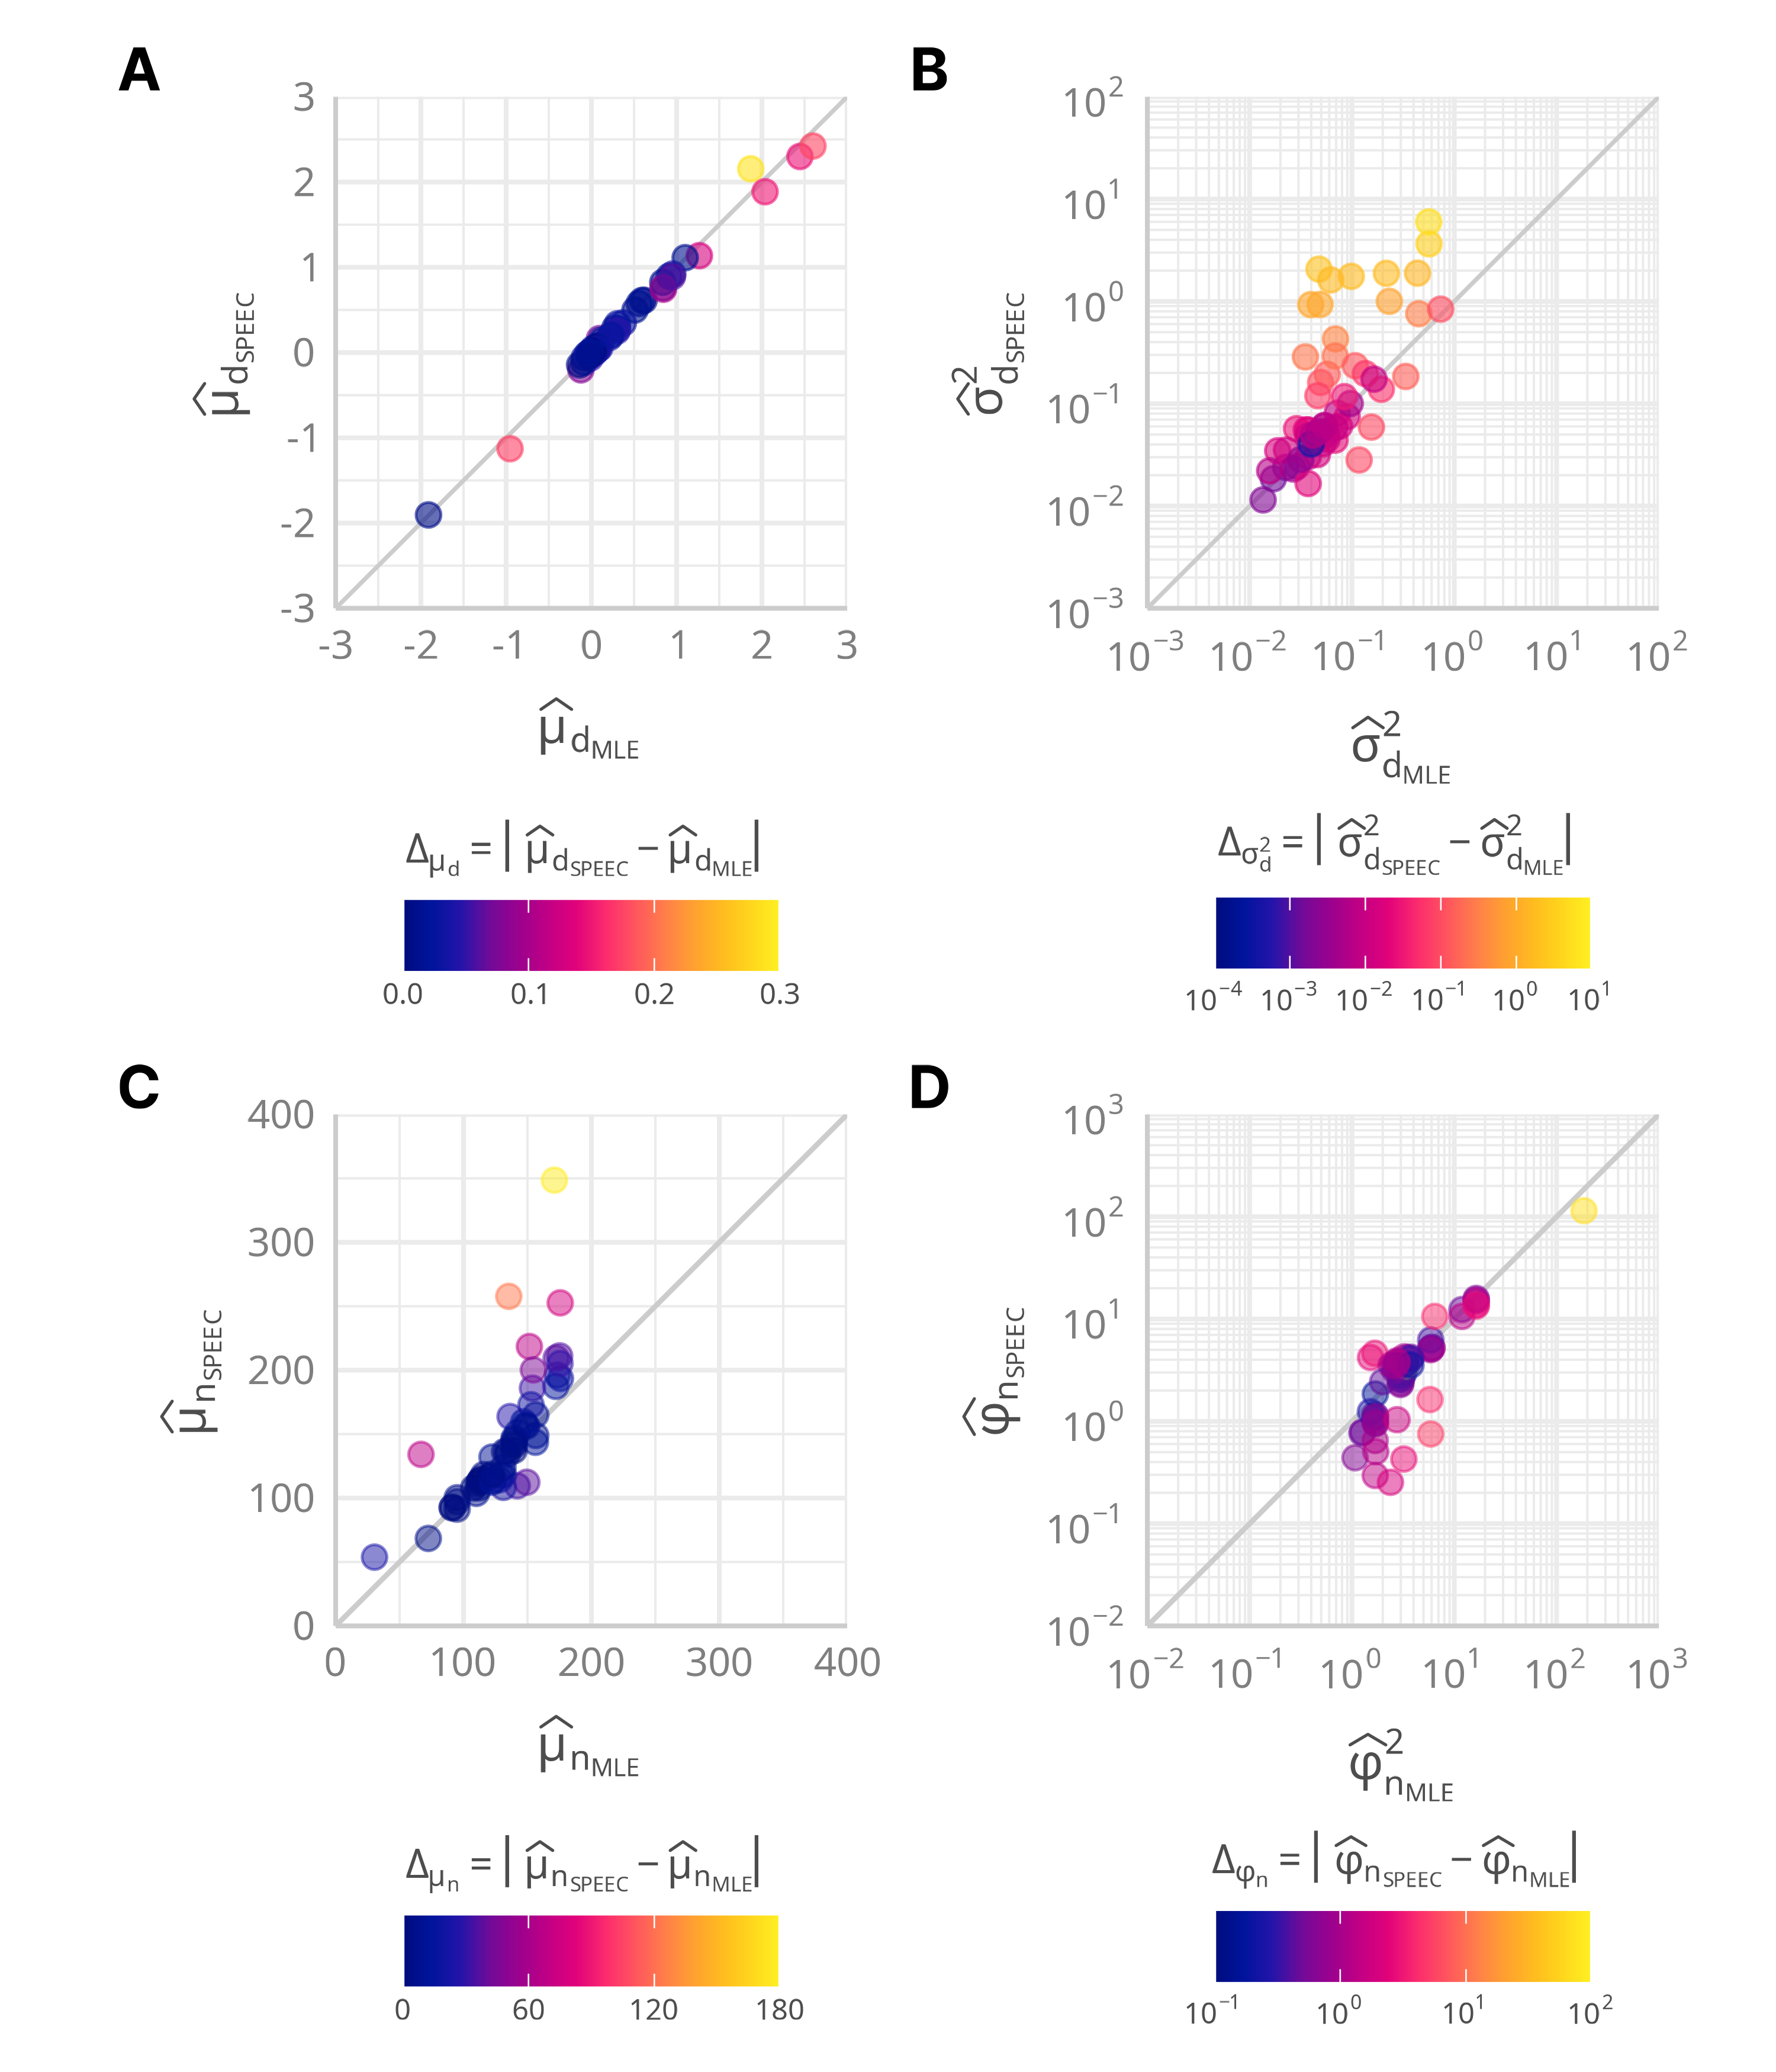 A
3
2
1
0
-1
-2
-3
-3 -2 -1 0 1 2 3
μ̂d_SPEEC
μ̂d_MLE
Δμ_d = | μ̂d_SPEEC − μ̂d_MLE|
0.0 0.1 0.2 0.3
B
10² 
10¹
10⁰
10⁻¹
10⁻²
10⁻³
10⁻³ 10⁻² 10⁻¹ 10⁰ 10¹ 10²
σ̂²d_SPEEC
σ̂²d_MLE
Δσ²_d = | σ̂²d_SPEEC − σ̂²d_MLE|
10⁻⁴ 10⁻³ 10⁻² 10⁻¹ 10⁰ 10¹
C
400
300
200
100
0
0 100 200 300 400
μ̂n_SPEEC
μ̂n_MLE
Δμ_n = | μ̂n_SPEEC − μ̂n_MLE|
0 60 120 180
D
10³
10²
10¹
10⁰
10⁻¹
10⁻²
10⁻² 10⁻¹ 10⁰ 10¹ 10² 10³
φ̂n_SPEEC
φ̂²n_MLE
Δφ_n = | φ̂n_SPEEC − φ̂n_MLE|
10⁻¹ 10⁰ 10¹ 10²